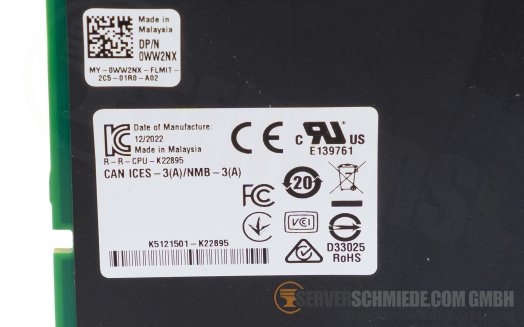 Made in
Malaysia
DP/N
0WW2NX
MY-0WW2NX-FLMIT-
2C5-01R0-A02
Date of Manufacture:
12/2022
Made in Malaysia
R-R-CPU-K22895
CAN ICES-3(A)/NMB-3(A)
CE
C UL US
E139761
FC
20
VCI
D33025
RoHS
K5121501-K22895
SERVERSCHMIEDE.COM GMBH